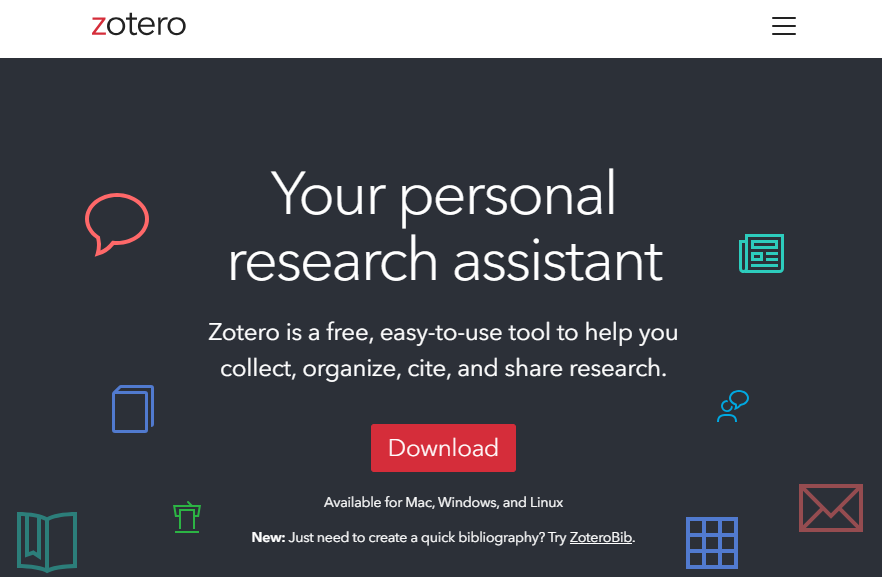 zotero
Your personal
research assistant
Zotero is a free, easy-to-use tool to help you
collect, organize, cite, and share research.
Download
Available for Mac, Windows, and Linux
New: Just need to create a quick bibliography? Try ZoteroBib.